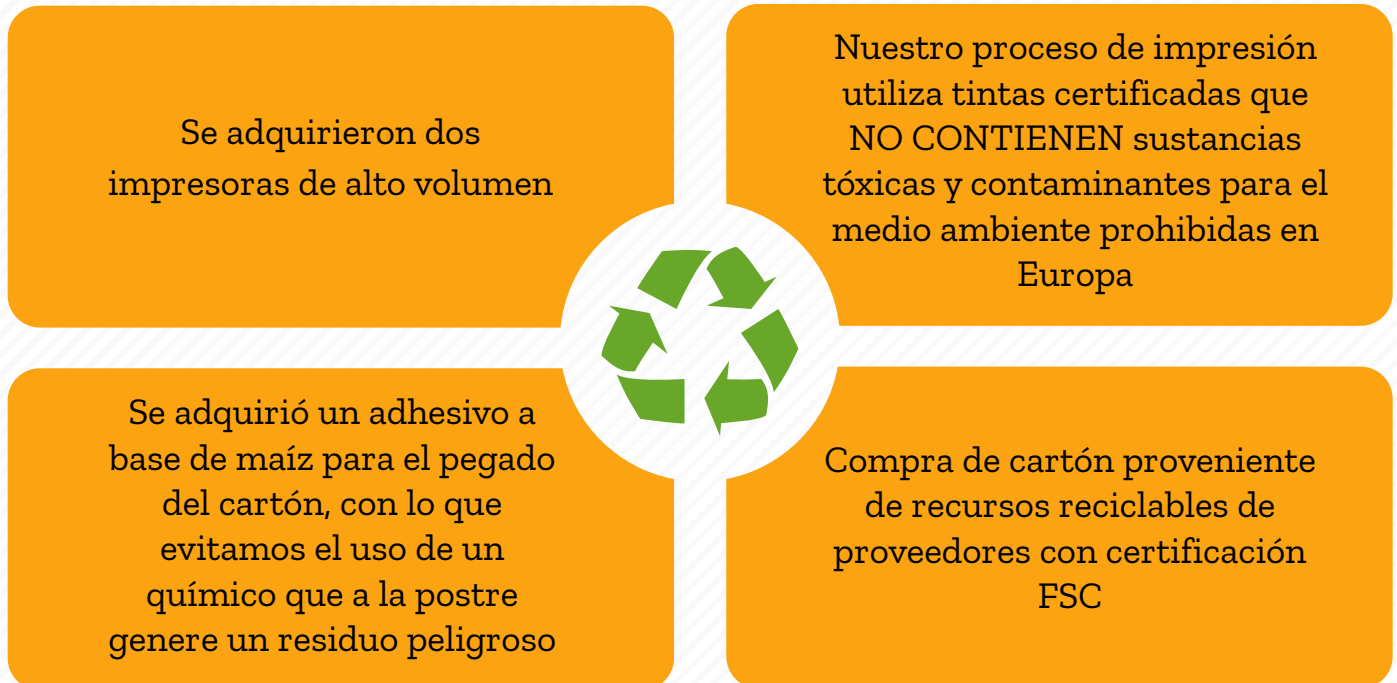 Se adquirieron dos
impresoras de alto volumen
Nuestro proceso de impresión
utiliza tintas certificadas que
NO CONTIENEN sustancias
tóxicas y contaminantes para el
medio ambiente prohibidas en
Europa
Se adquirió un adhesivo a
base de maíz para el pegado
del cartón, con lo que
evitamos el uso de un
químico que a la postre
genere un residuo peligroso
Compra de cartón proveniente
de recursos reciclables de
proveedores con certificación
FSC